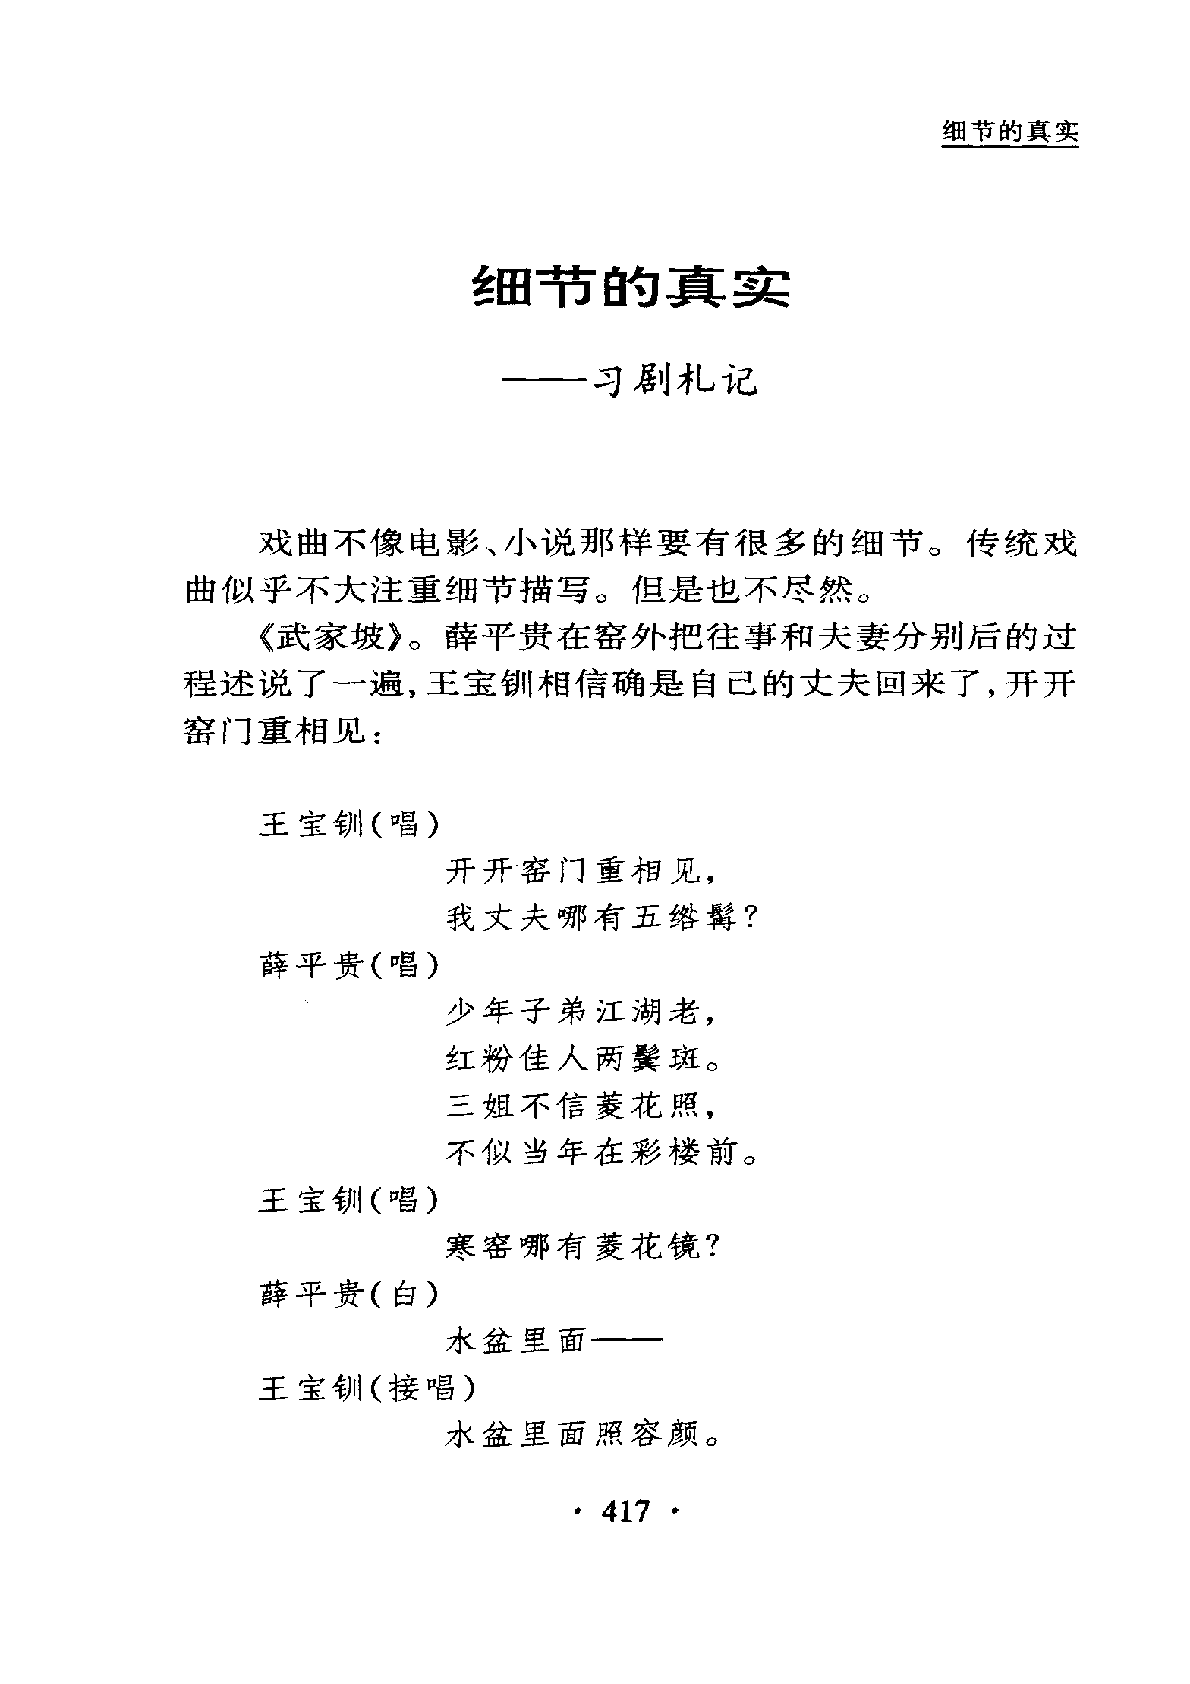 细节的真实
细节的真实
——习剧札记
戏曲不像电影、小说那样要有很多的细节。传统戏
曲似乎不大注重细节描写。但是也不尽然。
《武家坡》。薛平贵在窑外把往事和夫妻分别后的过
程述说了一遍,王宝钏相信确是自己的丈夫回来了,开开
窑门重相见:
王宝钏(唱)
开开窑门重相见,
我丈夫哪有五绺髯?
薛平贵(唱)
少年子弟江湖老,
红粉佳人两鬓斑。
三姐不信菱花照,
不似当年在彩楼前。
王宝钏(唱)
寒窑哪有菱花镜?
薛平贵(白)
水盆里面——
王宝钏(接唱)
水盆里面照容颜。
· 417 ·